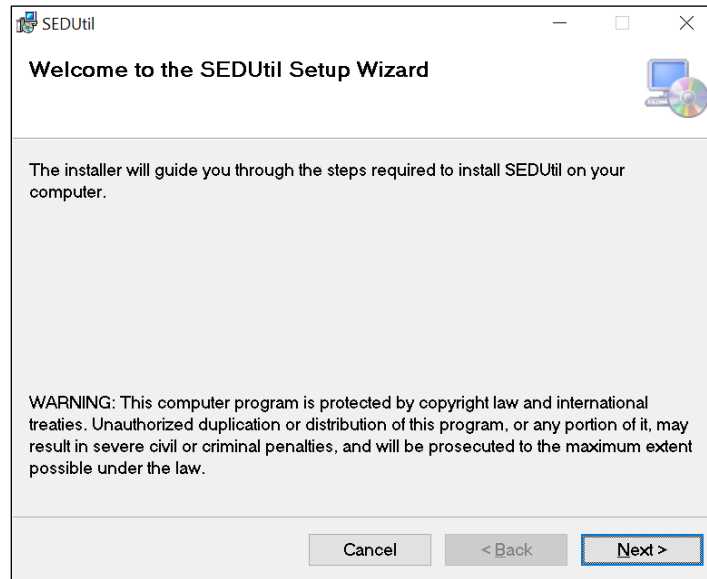 SEDUtil
Welcome to the SEDUtil Setup Wizard
The installer will guide you through the steps required to install SEDUtil on your
computer.
WARNING: This computer program is protected by copyright law and international
treaties. Unauthorized duplication or distribution of this program, or any portion of it, may
result in severe civil or criminal penalties, and will be prosecuted to the maximum extent
possible under the law.
Cancel
< Back
Next >